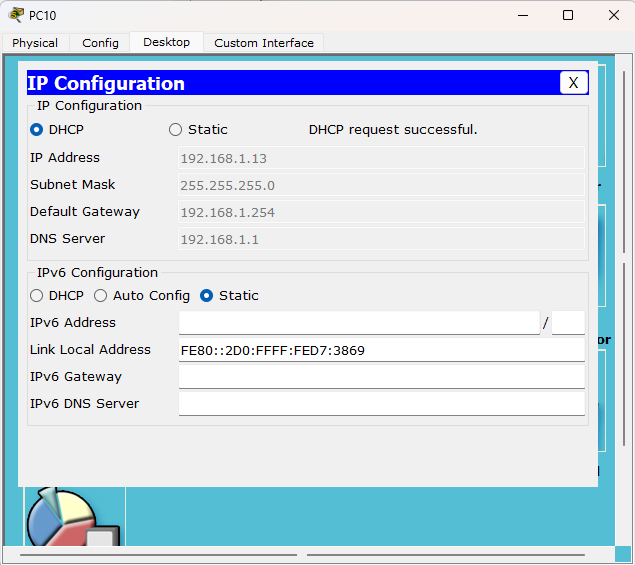 PC10
Physical Config Desktop Custom Interface
IP Configuration X
IP Configuration
DHCP Static DHCP request successful.
IP Address 192.168.1.13
Subnet Mask 255.255.255.0
Default Gateway 192.168.1.254
DNS Server 192.168.1.1
IPv6 Configuration
DHCP Auto Config Static
IPv6 Address /
Link Local Address FE80::2D0:FFFF:FED7:3869
IPv6 Gateway
IPv6 DNS Server
or